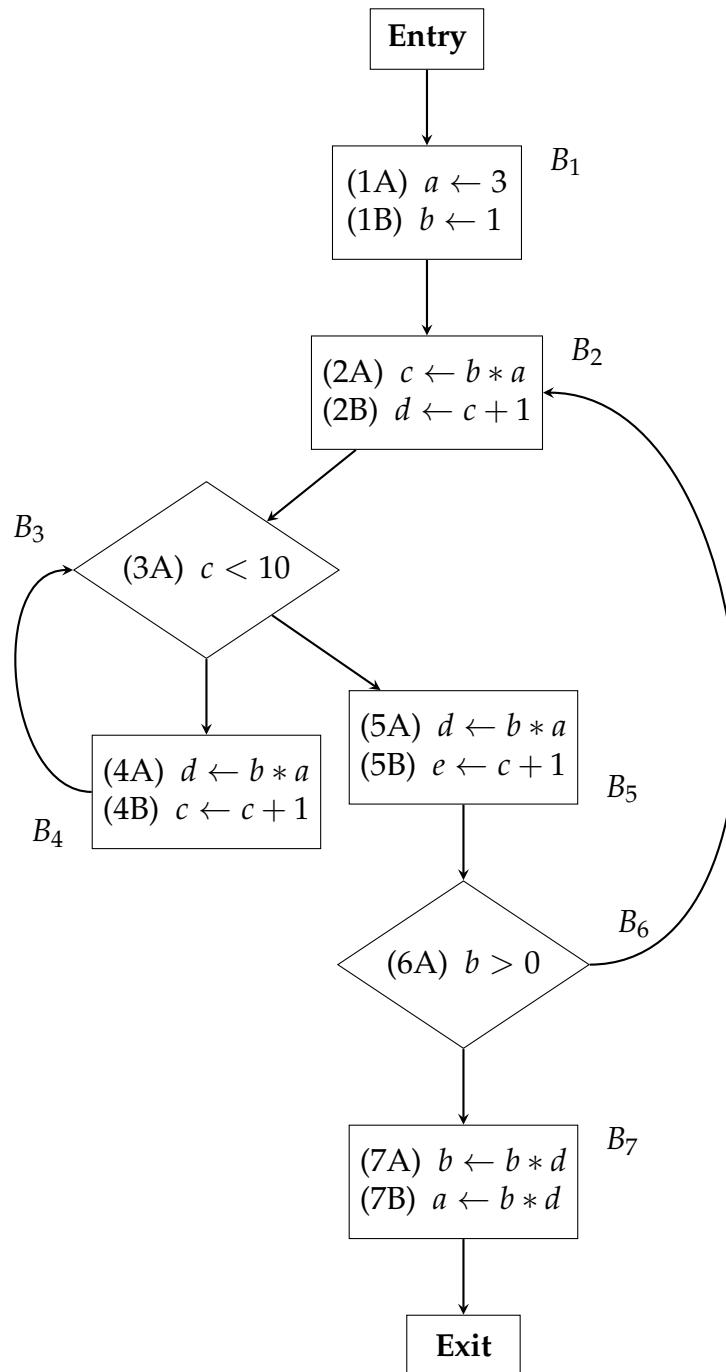 Entry
B₁
(1A) a ← 3
(1B) b ← 1
B₂
(2A) c ← b * a
(2B) d ← c + 1
B₃
(3A) c < 10
(4A) d ← b * a
(4B) c ← c + 1
B₄
(5A) d ← b * a
(5B) e ← c + 1
B₅
B₆
(6A) b > 0
B₇
(7A) b ← b * d
(7B) a ← b * d
Exit